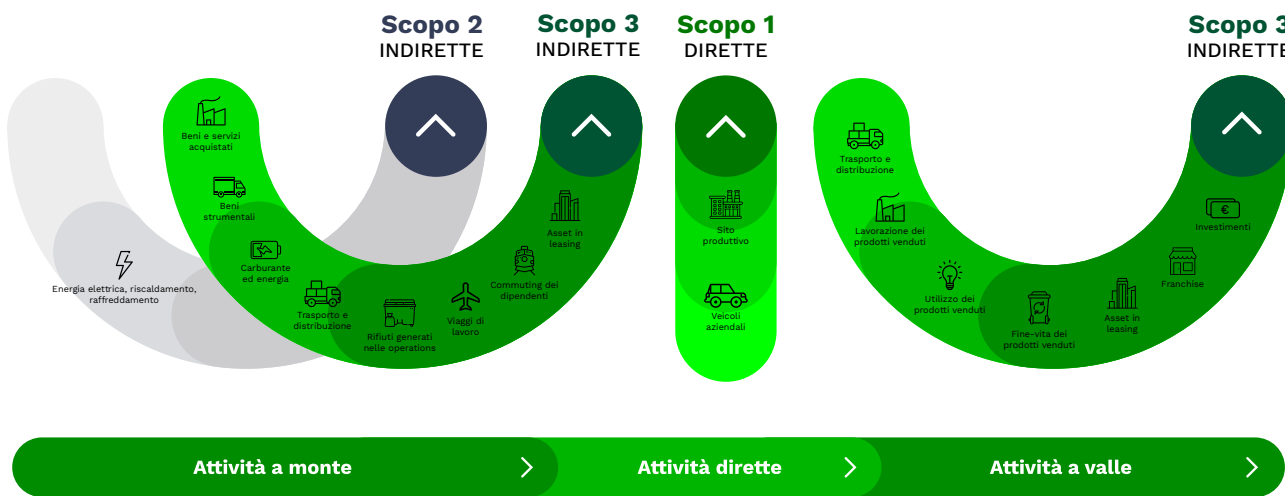 Scopo 2
INDIRETTE
Scopo 3
INDIRETTE
Scopo 1
DIRETTE
Scopo 3
INDIRETTE
Energia elettrica, riscaldamento,
raffreddamento
Beni e servizi
acquistati
Beni
strumentali
Carburante
ed energia
Trasporto e
distribuzione
Rifiuti generati
nelle operations
Viaggi di
lavoro
Commuting dei
dipendenti
Asset in
leasing
Sito
produttivo
Veicoli
aziendali
Trasporto e
distribuzione
Lavorazione dei
prodotti venduti
Utilizzo dei
prodotti venduti
Fine-vita dei
prodotti venduti
Asset in
leasing
Franchise
€
Investimenti
Attività a monte
Attività dirette
Attività a valle